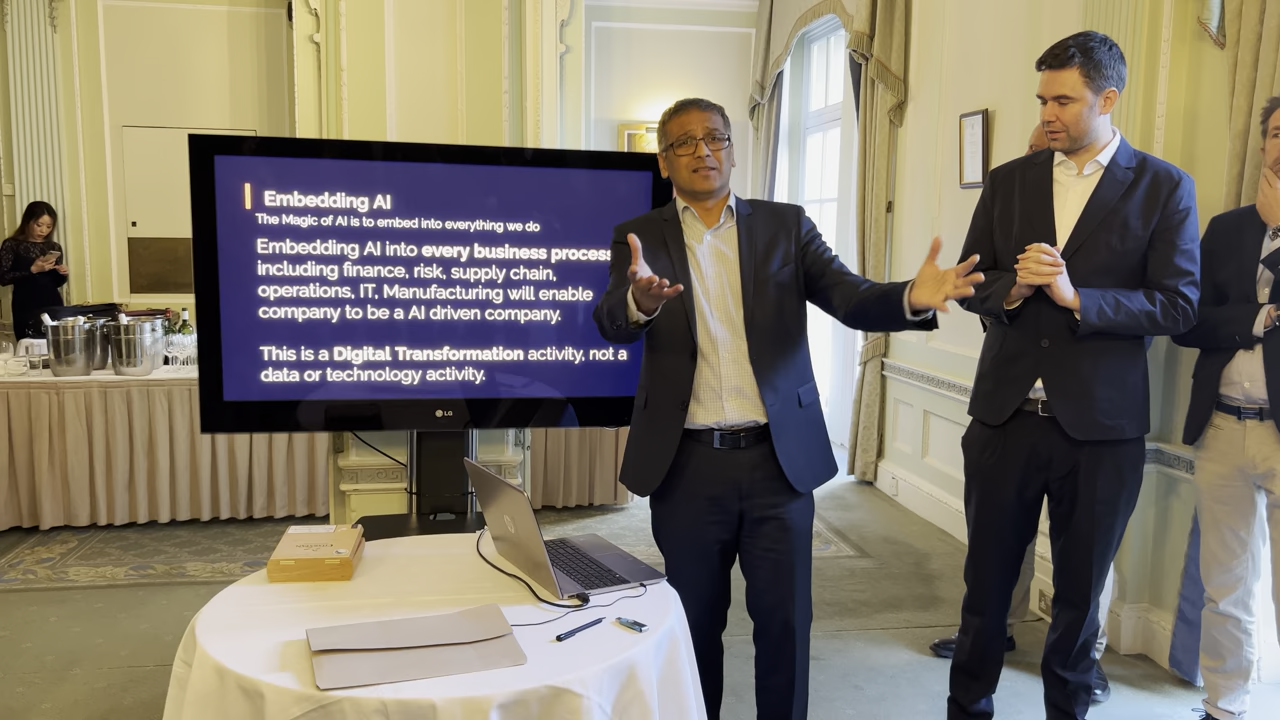 Embedding AI
The Magic of AI is to embed into everything we do
Embedding AI into every business process
including finance, risk, supply chain,
operations, IT, Manufacturing will enable
company to be a AI driven company.
This is a Digital Transformation activity, not a
data or technology activity.
LG
hp